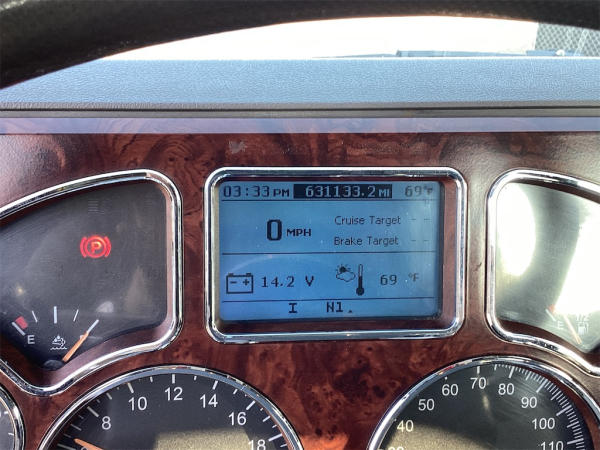 03:33 PM 631133.2 MI 69°F
0 MPH
Cruise Target - -
Brake Target - -
14.2 V
69 °F
I N1.
P
E
E
8 10 12 14 16 18
40 50 60 70 80 90 100 110